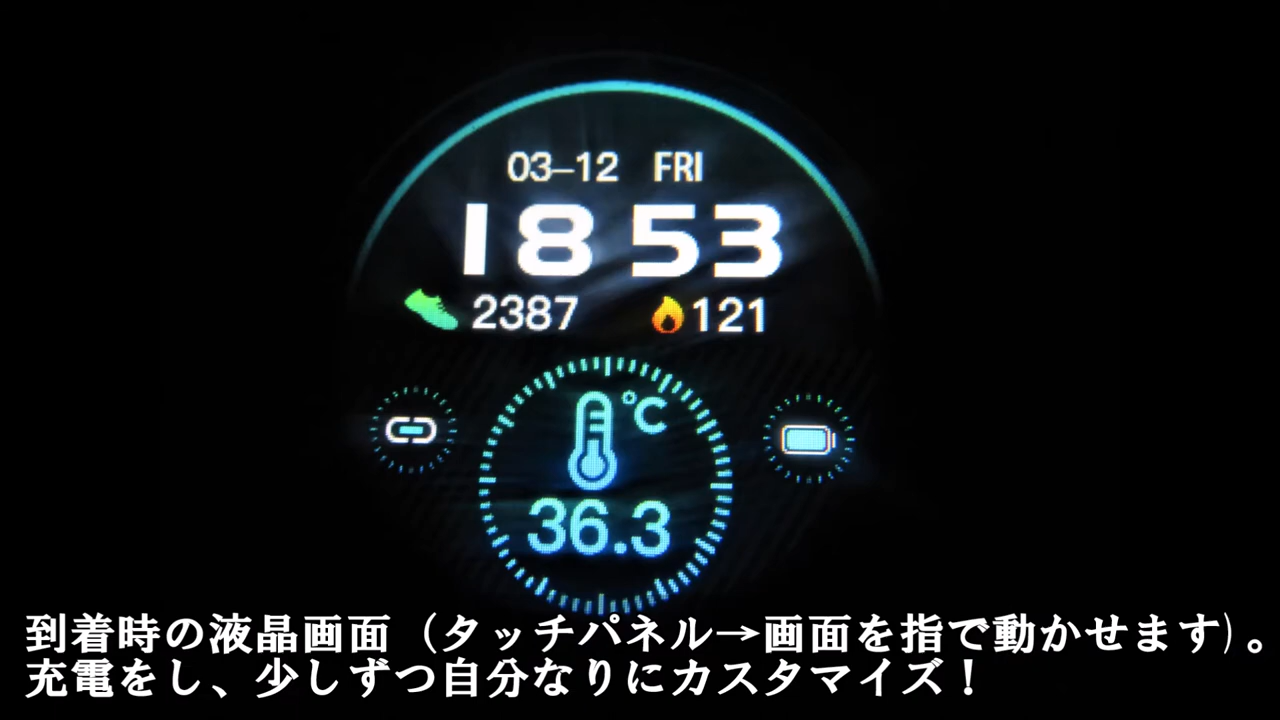 03-12 FRI
18 53
2387 121
°C
36.3
到着時の液晶画面（タッチパネル→画面を指で動かせます）。
充電をし、少しずつ自分なりにカスタマイズ！